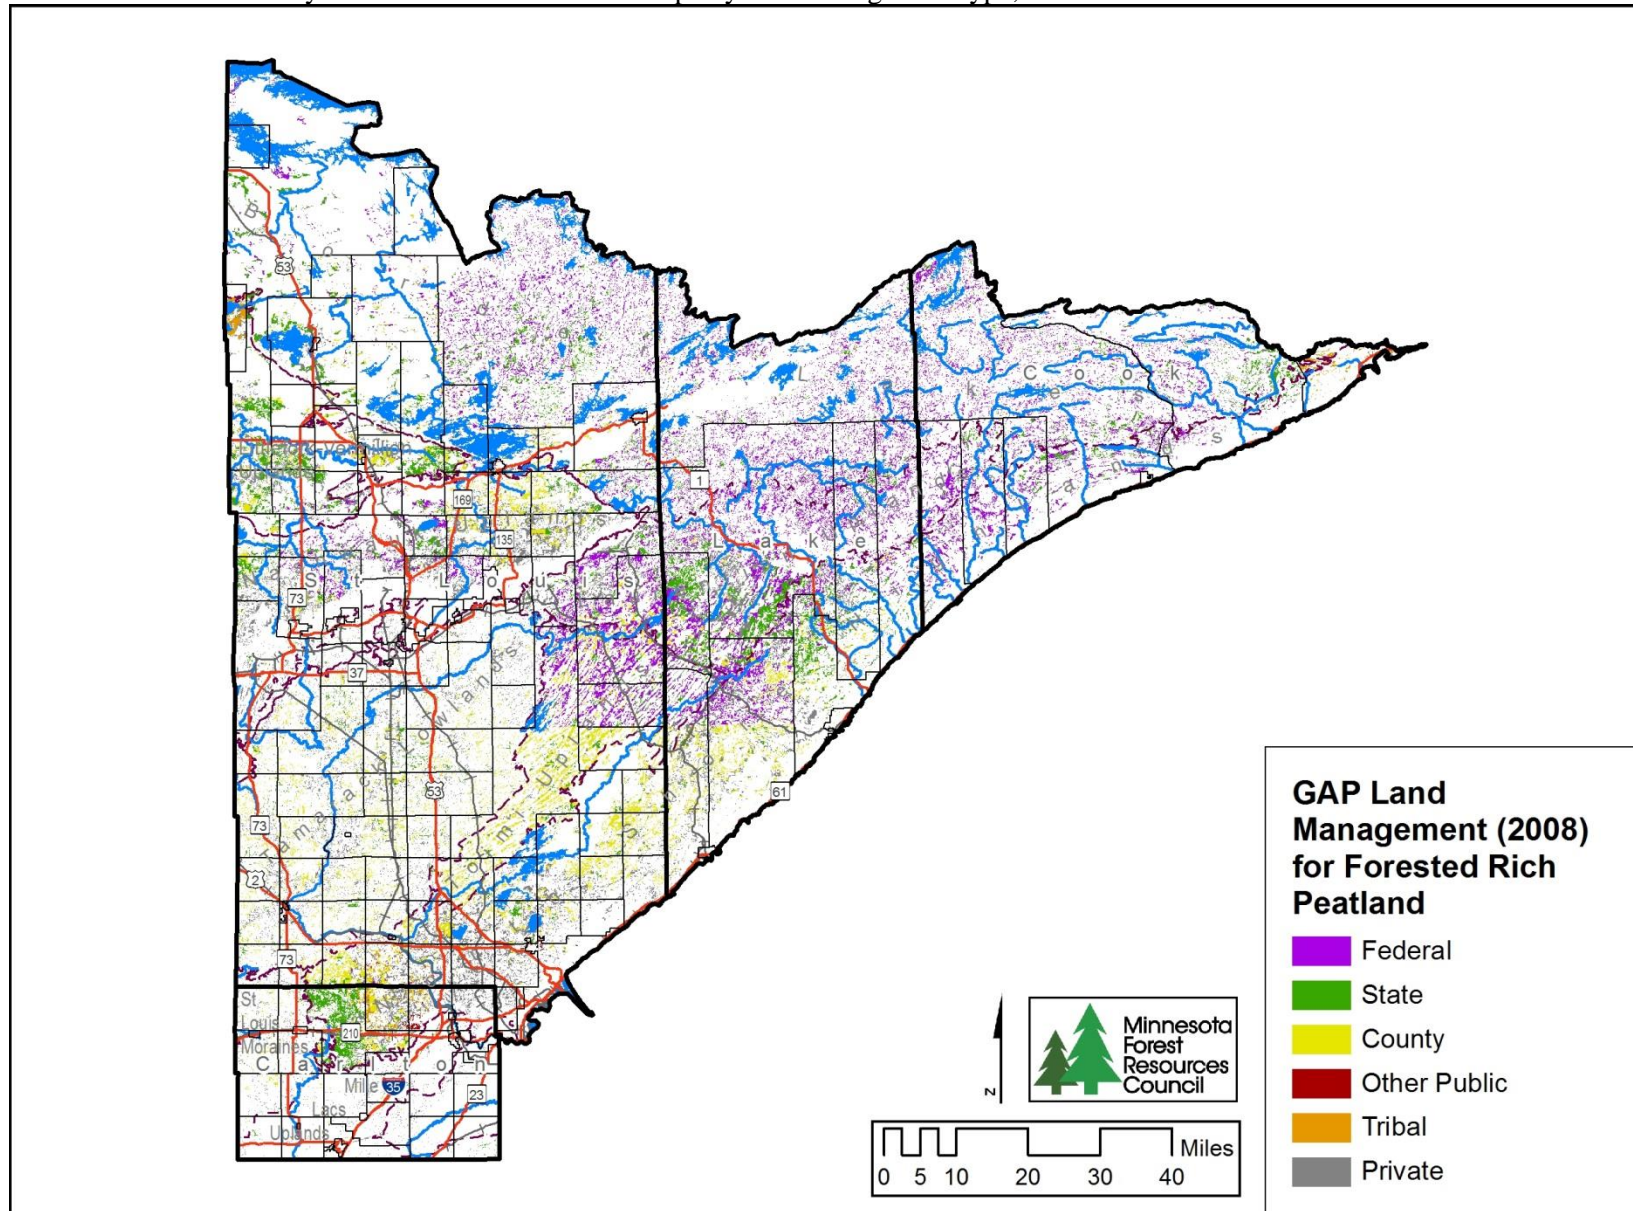 53
1
169
135
73
37
53
61
73
2
73
210
35
23
B o r d e r L a k e s
C o o k
L a k e
S t L o u i s
C a r l t o n
St
Louis
Moraines
Mille
Lacs
Uplands
GAP Land
Management (2008)
for Forested Rich
Peatland
Federal
State
County
Other Public
Tribal
Private
Minnesota
Forest
Resources
Council
N
0 5 10 20 30 40 Miles